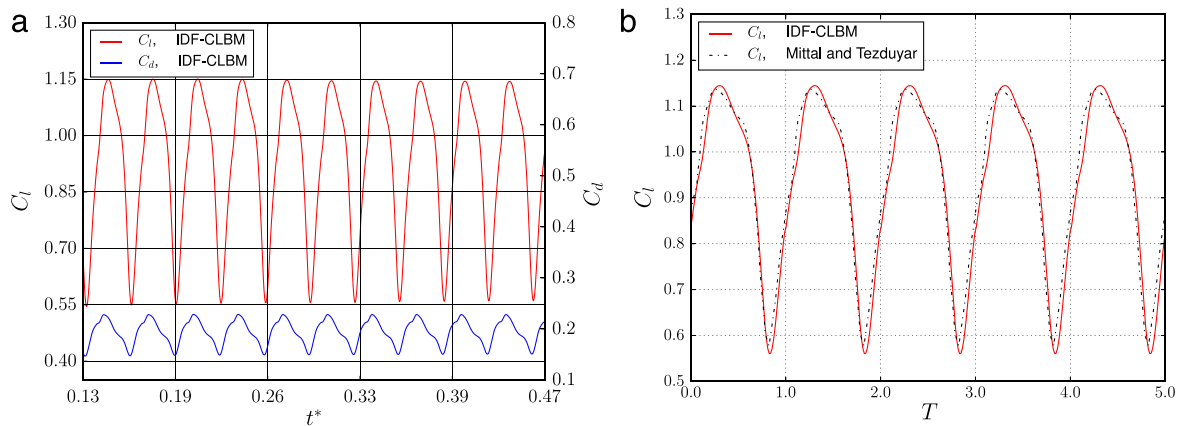 a
1.30
1.15
1.00
0.85
0.70
0.55
0.40
C_l
C_l, IDF-CLBM
C_d, IDF-CLBM
0.8
0.7
0.6
0.5
0.4
0.3
0.2
0.1
C_d
0.13 0.19 0.26 0.33 0.39 0.47
t*
b
1.3
1.2
1.1
1.0
0.9
0.8
0.7
0.6
0.5
C_l
C_l, IDF-CLBM
C_l, Mittal and Tezduyar
0.0 1.0 2.0 3.0 4.0 5.0
T